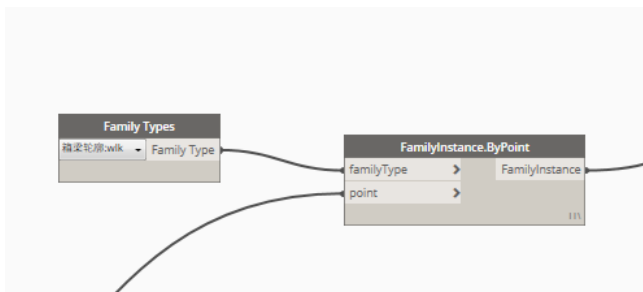 Family Types
箱梁轮廓:wlk
Family Type
FamilyInstance.ByPoint
familyType
FamilyInstance
point